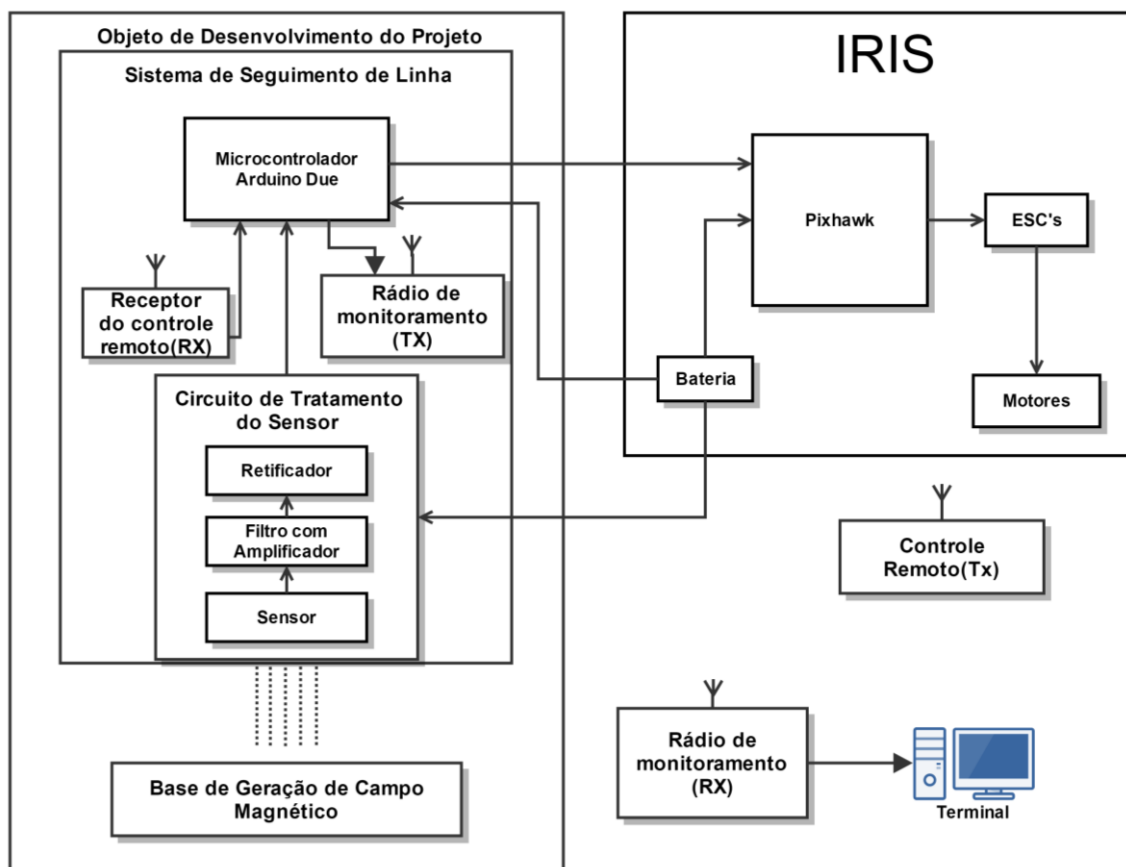 Objeto de Desenvolvimento do Projeto
Sistema de Seguimento de Linha
Microcontrolador
Arduino Due
Receptor
do controle
remoto(RX)
Rádio de
monitoramento
(TX)
Circuito de Tratamento
do Sensor
Retificador
Filtro com
Amplificador
Sensor
Base de Geração de Campo
Magnético
IRIS
Pixhawk
ESC's
Bateria
Motores
Controle
Remoto(Tx)
Rádio de
monitoramento
(RX)
Terminal